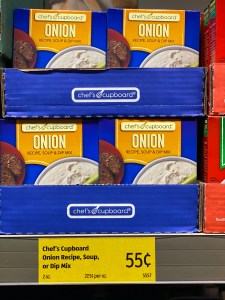 chef's cupboard®
ONION
RECIPE, SOUP & DIP MIX
chef's cupboard®
ONION
RECIPE, SOUP & DIP MIX
chef's cupboard®
chef's cupboard
ONION
RECIPE, SOUP & DIP MIX
chef's cupboard
ONION
RECIPE, SOUP & DIP MIX
chef's cupboard®
Chef's Cupboard
Onion Recipe, Soup,
or Dip Mix
55¢
2 oz.